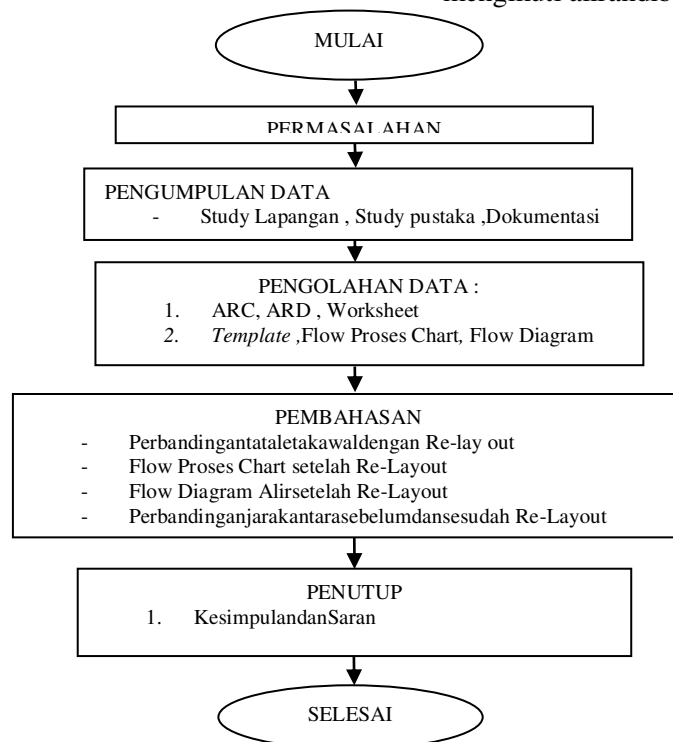 MULAI
PERMASALAHAN
PENGUMPULAN DATA
- Study Lapangan , Study pustaka ,Dokumentasi
PENGOLAHAN DATA :
1. ARC, ARD , Worksheet
2. Template ,Flow Proses Chart, Flow Diagram
PEMBAHASAN
- Perbandingantataletakawaldengan Re-lay out
- Flow Proses Chart setelah Re-Layout
- Flow Diagram Alirsetelah Re-Layout
- Perbandinganjarakantarasebelumdansesudah Re-Layout
PENUTUP
1. KesimpulandanSaran
SELESAI